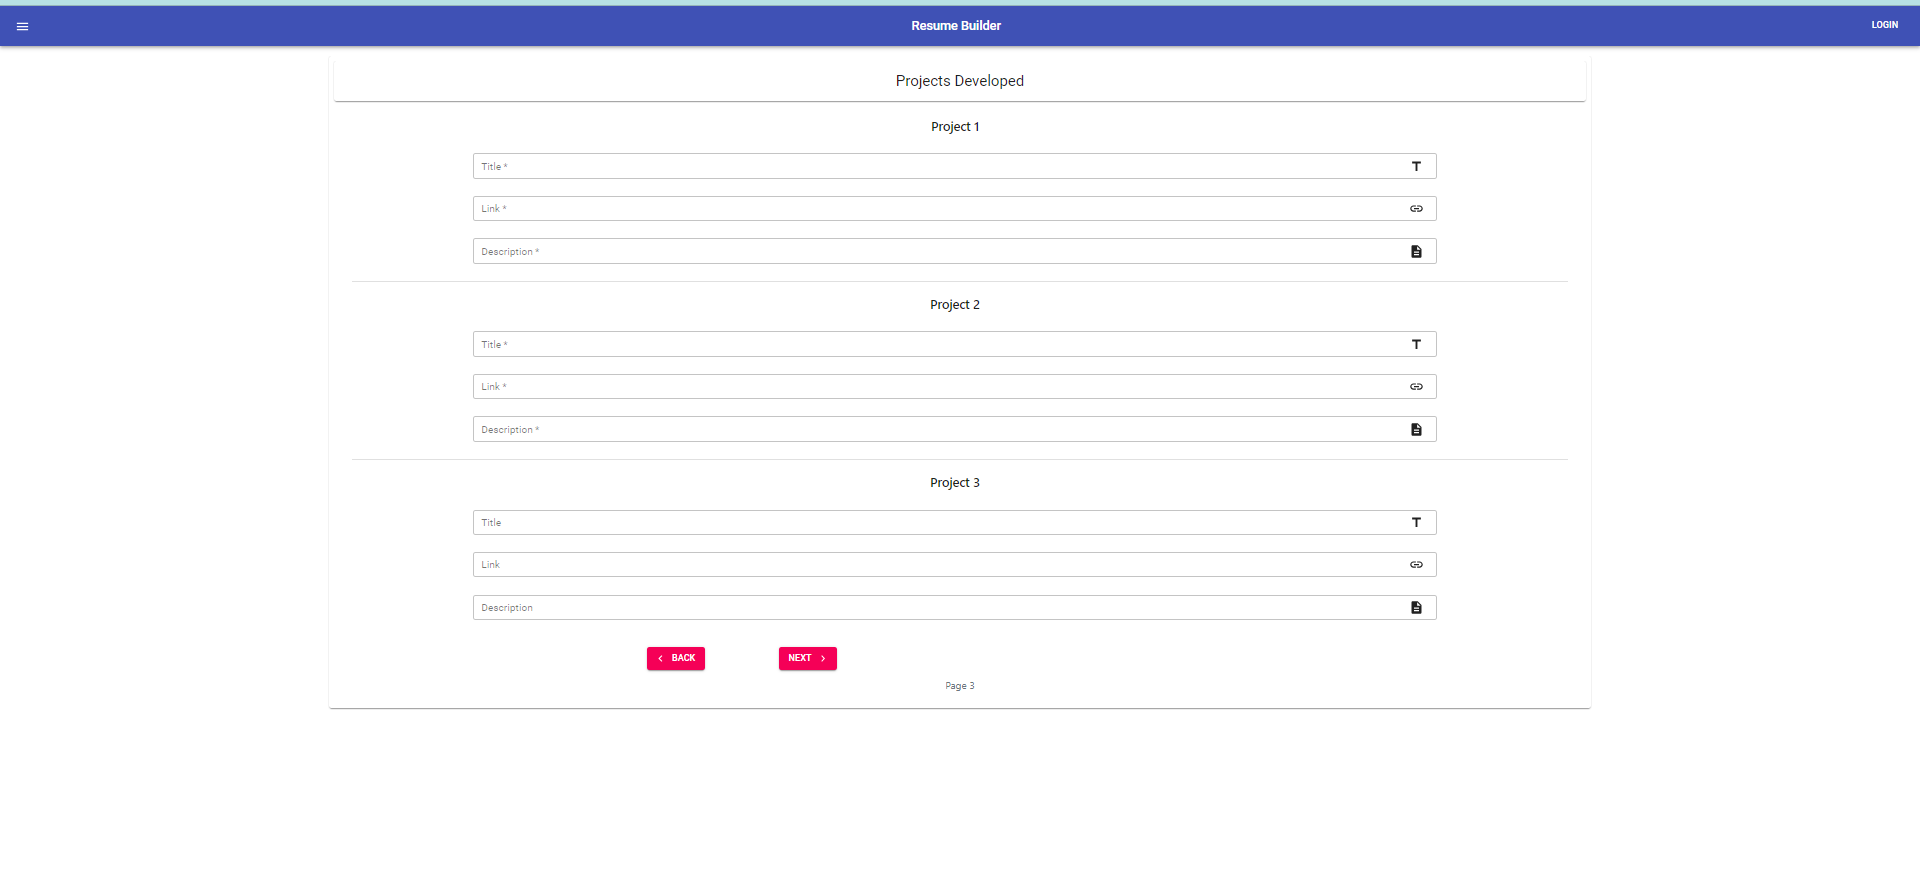 Resume Builder
LOGIN
Projects Developed
Project 1
Title *
Link *
Description *
Project 2
Title *
Link *
Description *
Project 3
Title
Link
Description
BACK
NEXT
Page 3